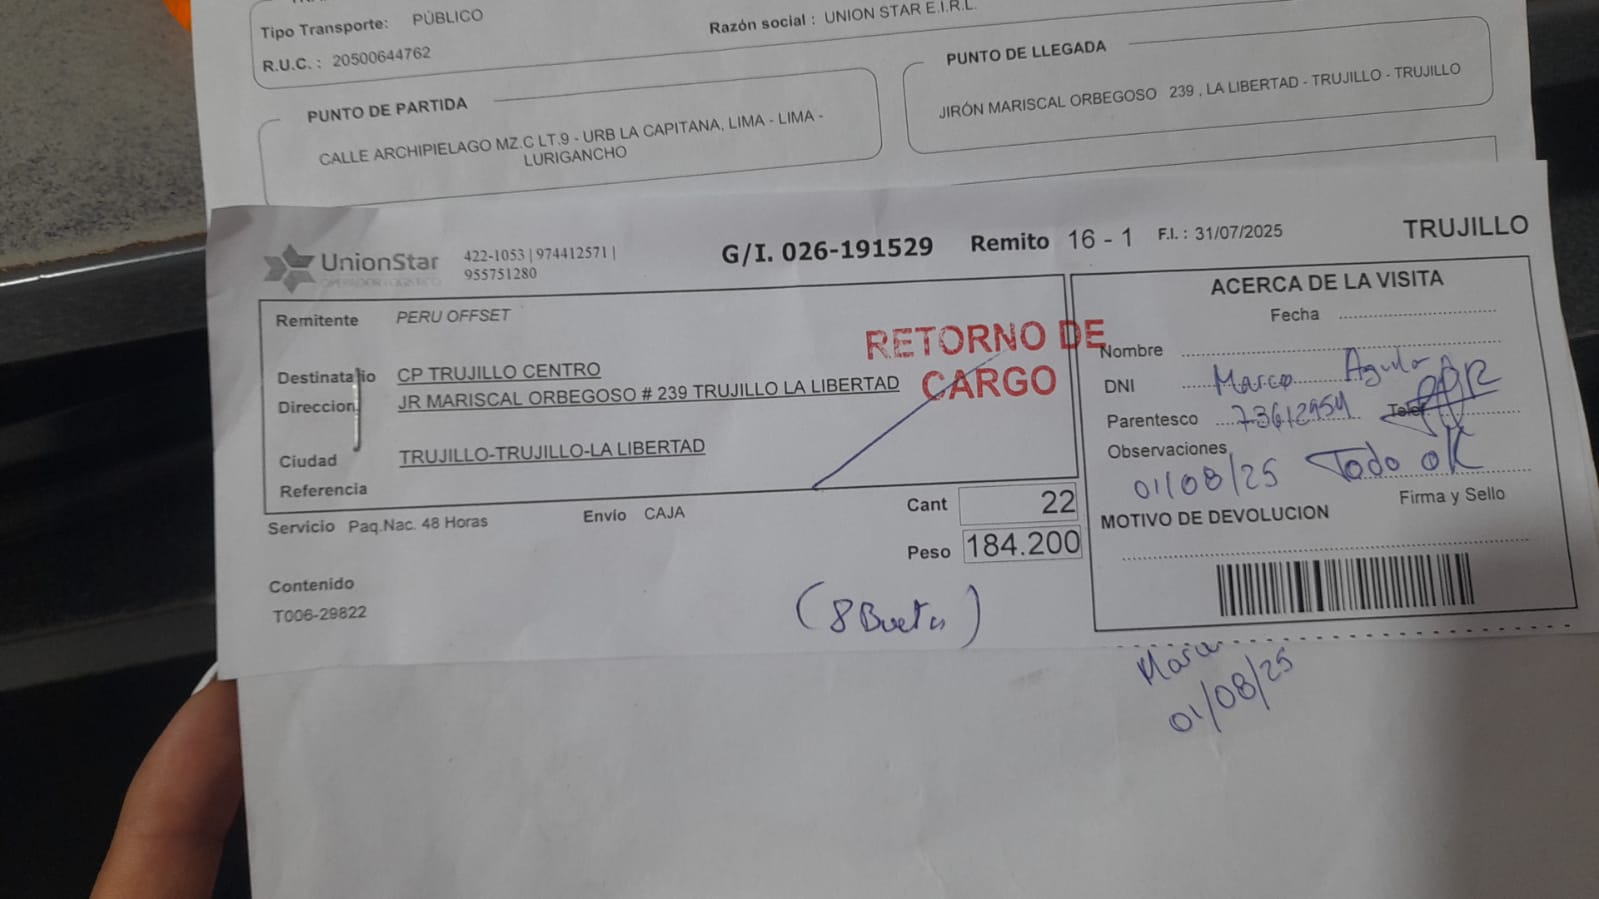 Tipo Transporte: PÚBLICO
Razón social : UNION STAR E.I.R.L.
R.U.C. : 20500644762
PUNTO DE PARTIDA
CALLE ARCHIPIELAGO MZ.C LT.9 - URB LA CAPITANA, LIMA - LIMA -
LURIGANCHO
PUNTO DE LLEGADA
JIRÓN MARISCAL ORBEGOSO 239 , LA LIBERTAD - TRUJILLO - TRUJILLO
UnionStar
OPERADOR LOGISTICO
422-1053 | 974412571 |
955751280
G/I. 026-191529 Remito 16 - 1 F.I. : 31/07/2025 TRUJILLO
Remitente PERU OFFSET
Destinatario CP TRUJILLO CENTRO
Direccion JR MARISCAL ORBEGOSO # 239 TRUJILLO LA LIBERTAD
Ciudad TRUJILLO-TRUJILLO-LA LIBERTAD
Referencia
RETORNO DE
CARGO
Servicio Paq.Nac. 48 Horas
Envio CAJA
Cant 22
Peso 184.200
Contenido
T006-29822
(8 )
ACERCA DE LA VISITA
Fecha
Nombre
DNI Marco
Parentesco 73612954
Observaciones
01/08/25 Todo ok
Firma y Sello
MOTIVO DE DEVOLUCION
01/08/25